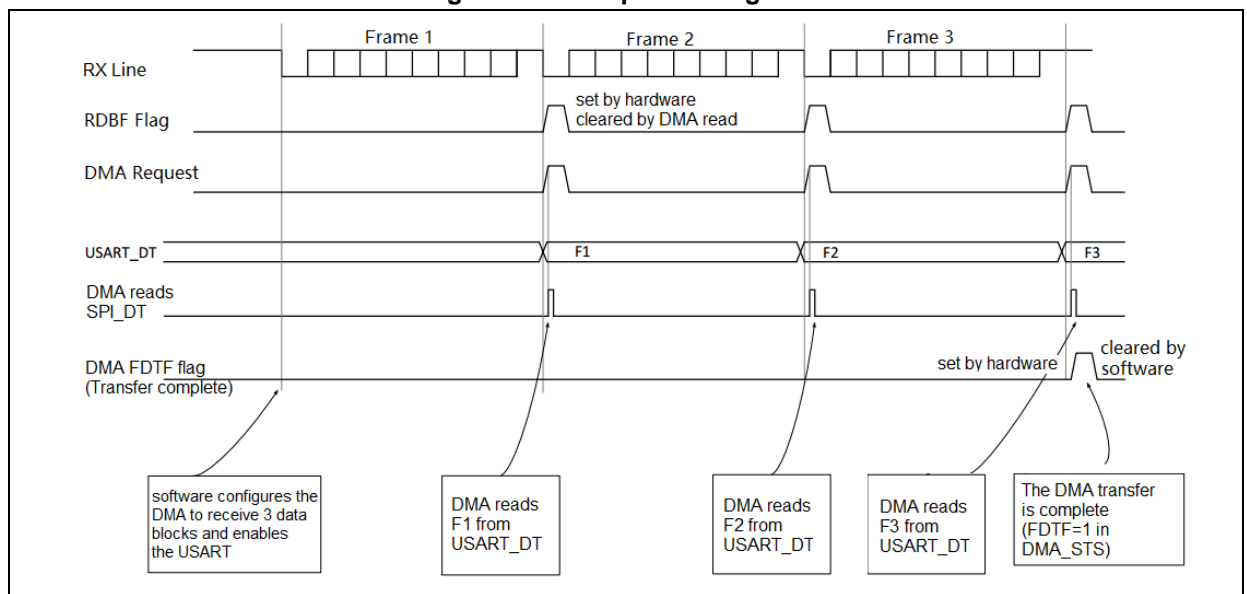 Frame 1
Frame 2
Frame 3
RX Line
set by hardware
RDBF Flag
cleared by DMA read
DMA Request
USART_DT
F1
F2
F3
DMA reads
SPI_DT
DMA FDTF flag
(Transfer complete)
set by hardware
cleared by
software
software configures the
DMA to receive 3 data
blocks and enables
the USART
DMA reads
F1 from
USART_DT
DMA reads
F2 from
USART_DT
DMA reads
F3 from
USART_DT
The DMA transfer
is complete
(FDTF=1 in
DMA_STS)